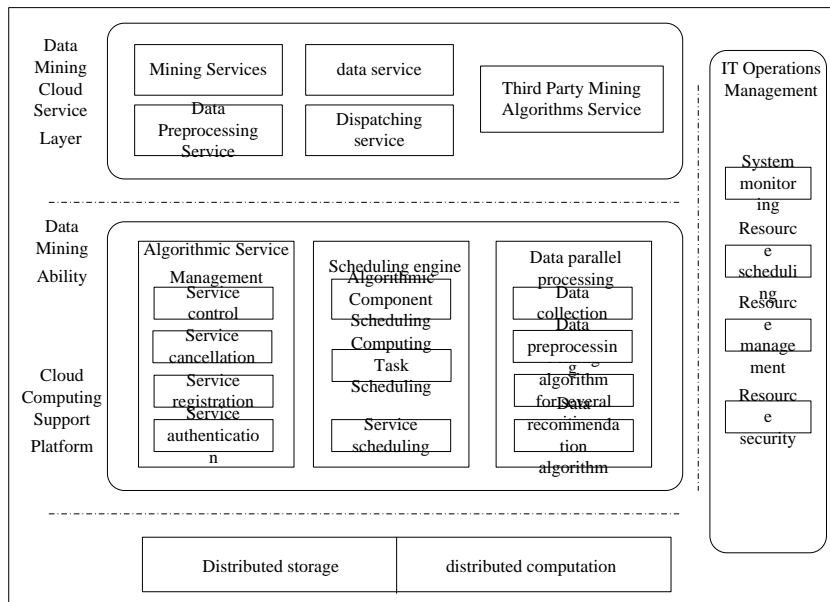 Data
Mining
Cloud
Service
Layer
Mining Services
data service
Third Party Mining
Algorithms Service
Data
Preprocessing
Service
Dispatching
service
IT Operations
Management
System
monitor
ing
Resourc
e
scheduli
ng
Resourc
e
manage
ment
Resourc
e
security
Data
Mining
Ability
Algorithmic Service
Management
Service
control
Service
cancellation
Service
registration
Service
authenticatio
n
Scheduling engine
Algorithmic
Component
Scheduling
Computing
Task
Scheduling
Service scheduling
Data parallel
processing
Data
collection
Data
preprocessin
g
algorithm
for several
Data
recommenda
tion
algorithm
Cloud
Computing
Support
Platform
Distributed storage
distributed computation